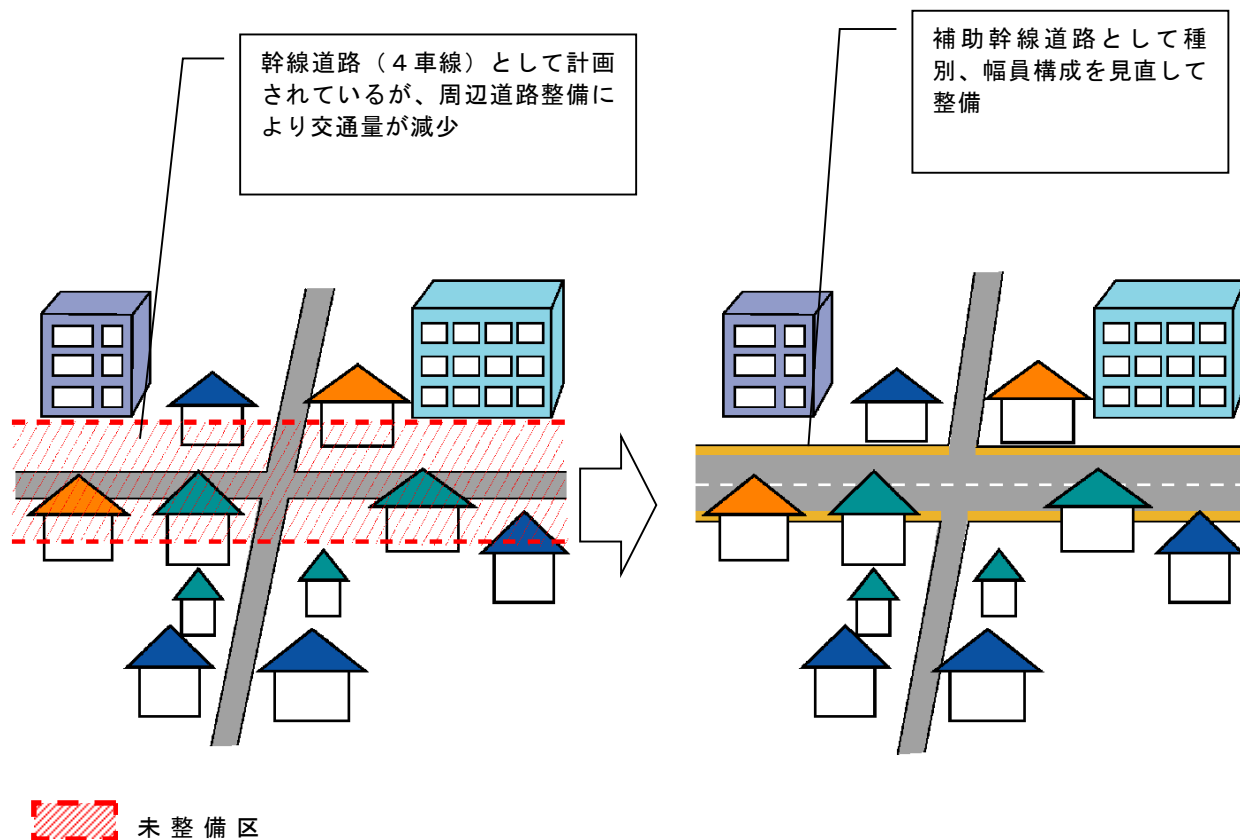 幹線道路（４車線）として計画
されているが、周辺道路整備に
より交通量が減少
補助幹線道路として種
別、幅員構成を見直して
整備
未整備区